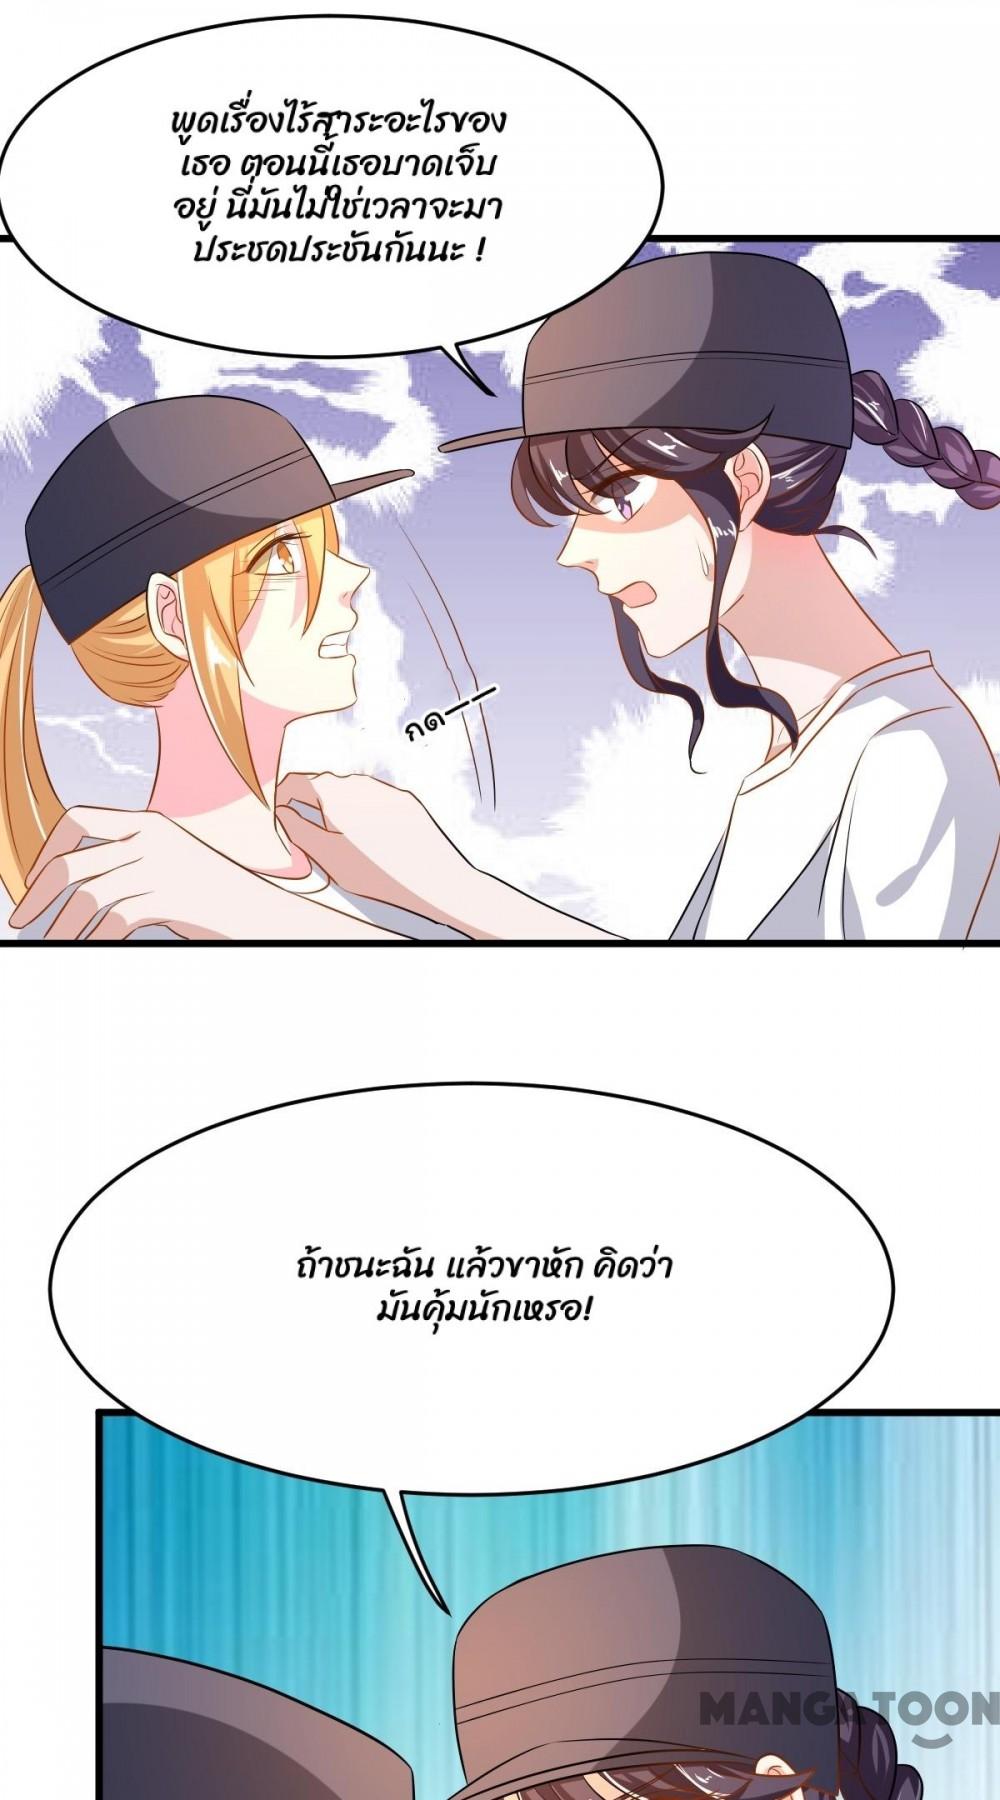 พูดเรื่องไร้สาระอะไรของ
เธอ ตอนนี้เธอบาดเจ็บ
อยู่ นี่มันไม่ใช่เวลาจะมา
ประชดประชันกันนะ !
กด——
ถ้าชนะฉัน แล้วขาหัก คิดว่า
มันคุ้มนักเหรอ!
MANGATOON